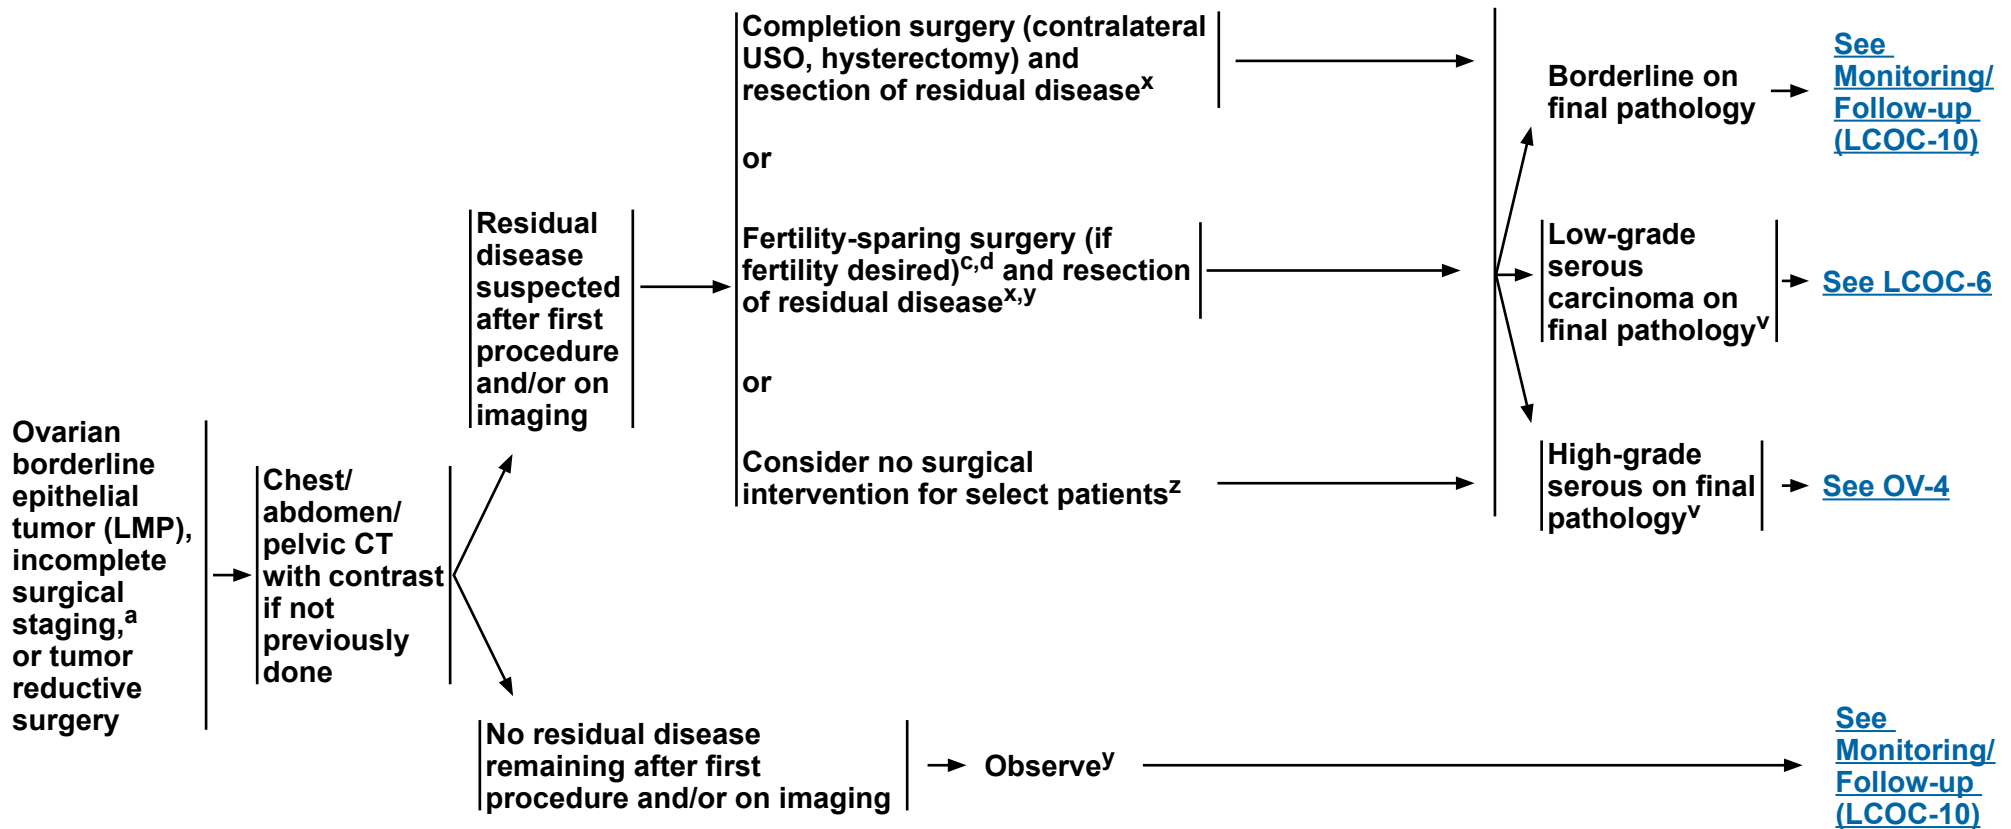 Ovarian
borderline
epithelial
tumor (LMP),
incomplete
surgical
staging,a
or tumor
reductive
surgery
Chest/
abdomen/
pelvic CT
with contrast
if not
previously
done
Residual
disease
suspected
after first
procedure
and/or on
imaging
Completion surgery (contralateral
USO, hysterectomy) and
resection of residual diseasex
or
Fertility-sparing surgery (if
fertility desired)c,d and resection
of residual diseasex,y
or
Consider no surgical
intervention for select patientsz
Borderline on
final pathology
See
Monitoring/
Follow-up
(LCOC-10)
Low-grade
serous
carcinoma on
final pathologyv
See LCOC-6
High-grade
serous on final
pathologyv
See OV-4
No residual disease
remaining after first
procedure and/or on imaging
Observey
See
Monitoring/
Follow-up
(LCOC-10)